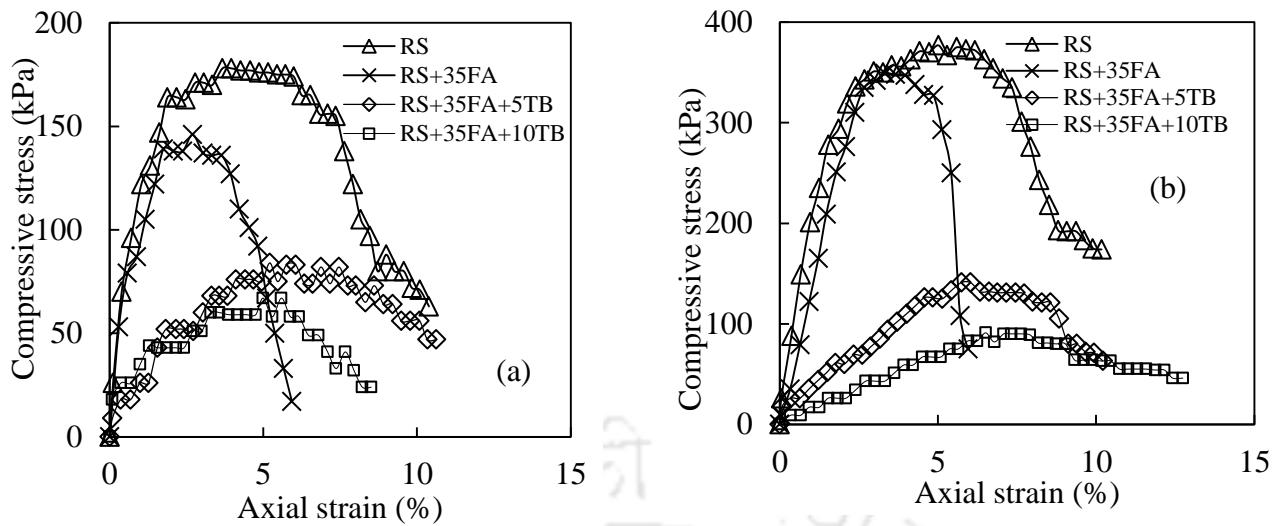 200
150
100
50
0
0
5
10
15
Compressive stress (kPa)
Axial strain (%)
RS
RS+35FA
RS+35FA+5TB
RS+35FA+10TB
(a)
400
300
200
100
0
0
5
10
15
Compressive stress (kPa)
Axial strain (%)
RS
RS+35FA
RS+35FA+5TB
RS+35FA+10TB
(b)